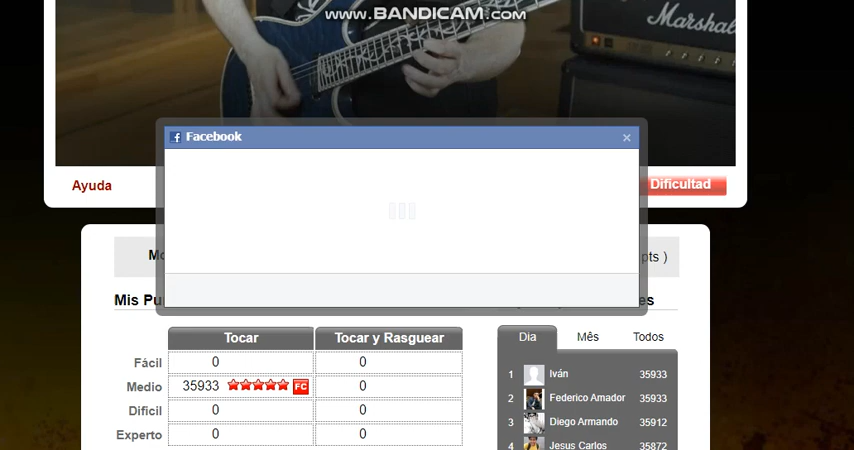 www.BANDICAM.com
Marshall
Facebook
Ayuda
Dificultad
pts )
Mis Pu
es
Tocar
Tocar y Rasguear
Fácil 0 0
Medio 35933 FC 0
Dificil 0 0
Experto 0 0
Dia Mês Todos
1 Iván 35933
2 Federico Amador 35933
3 Diego Armando 35912
4 Jesus Carlos 35872